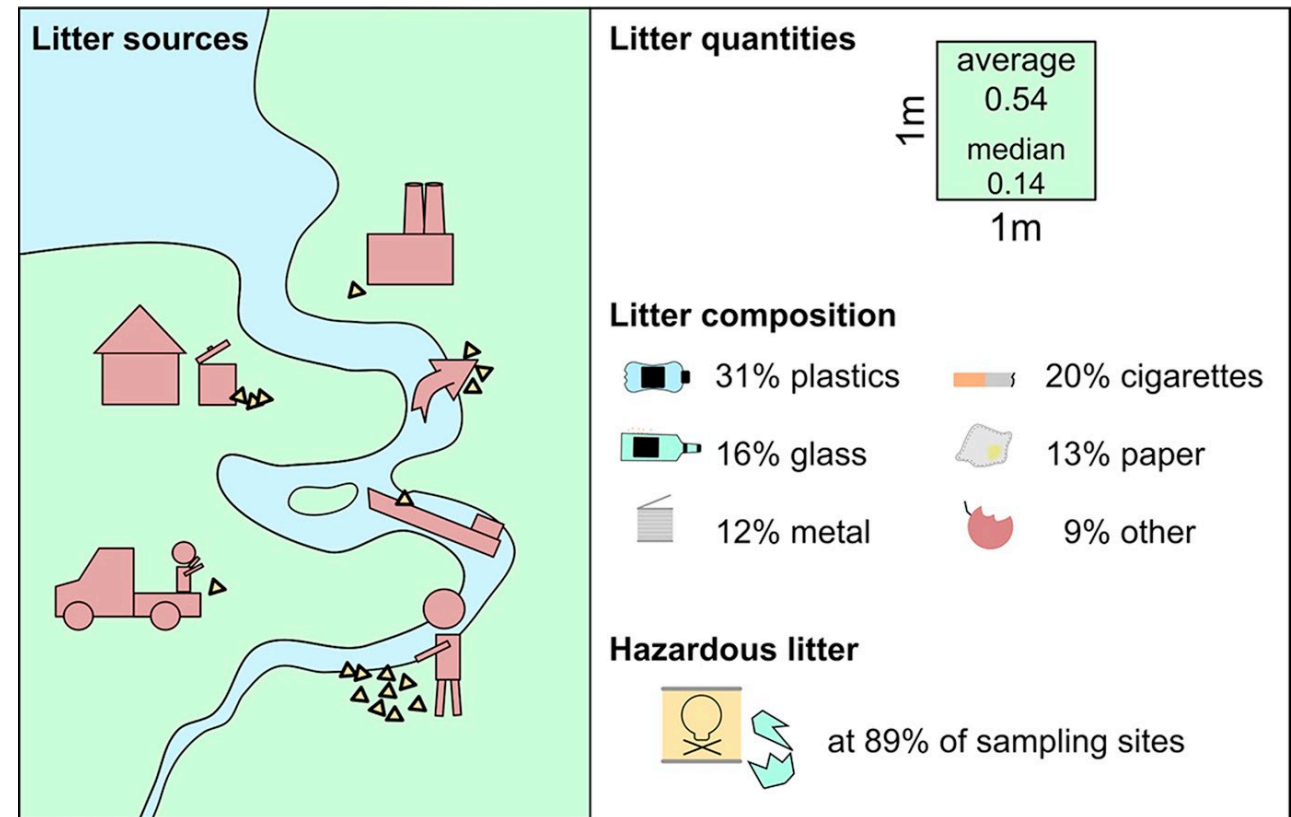 Litter sources
Litter quantities
average
0.54
median
0.14
1m
1m
Litter composition
31% plastics
20% cigarettes
16% glass
13% paper
12% metal
9% other
Hazardous litter
at 89% of sampling sites